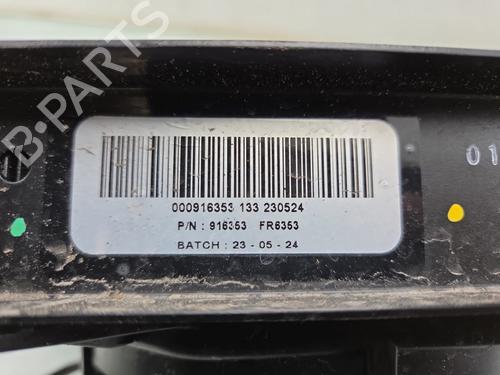 B-PARTS
000916353 133 230524
P/N : 916353 FR6353
BATCH : 23 - 05 - 24
01